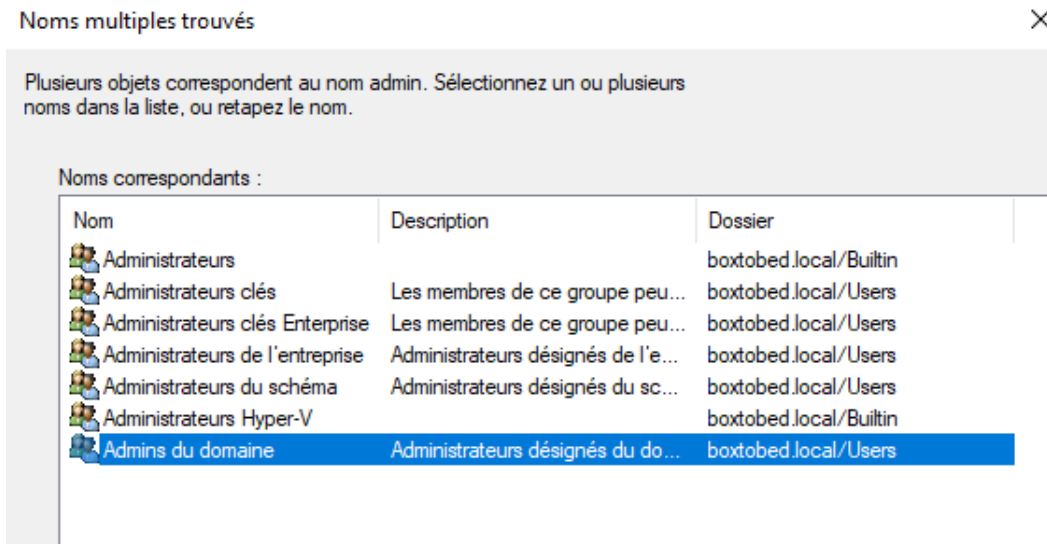 Noms multiples trouvés
Plusieurs objets correspondent au nom admin. Sélectionnez un ou plusieurs
noms dans la liste, ou retapez le nom.
Noms correspondants :
Nom Description Dossier
Administrateurs boxtobed.local/Builtin
Administrateurs clés Les membres de ce groupe peu... boxtobed.local/Users
Administrateurs clés Enterprise Les membres de ce groupe peu... boxtobed.local/Users
Administrateurs de l'entreprise Administrateurs désignés de l'e... boxtobed.local/Users
Administrateurs du schéma Administrateurs désignés du sc... boxtobed.local/Users
Administrateurs Hyper-V boxtobed.local/Builtin
Admins du domaine Administrateurs désignés du do... boxtobed.local/Users